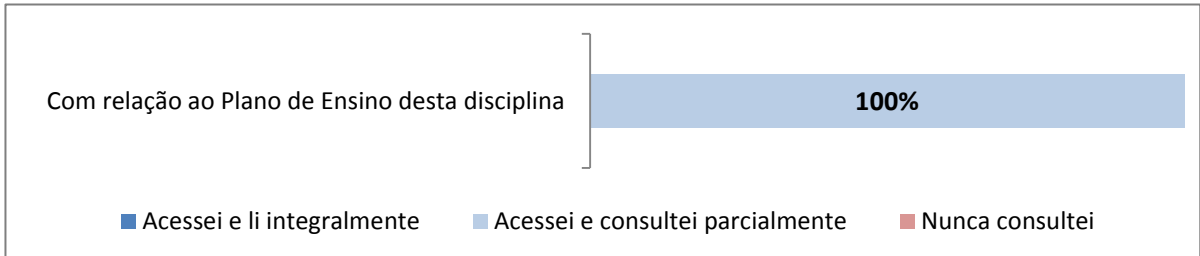 Com relação ao Plano de Ensino desta disciplina
100%
Acessei e li integralmente
Acessei e consultei parcialmente
Nunca consultei